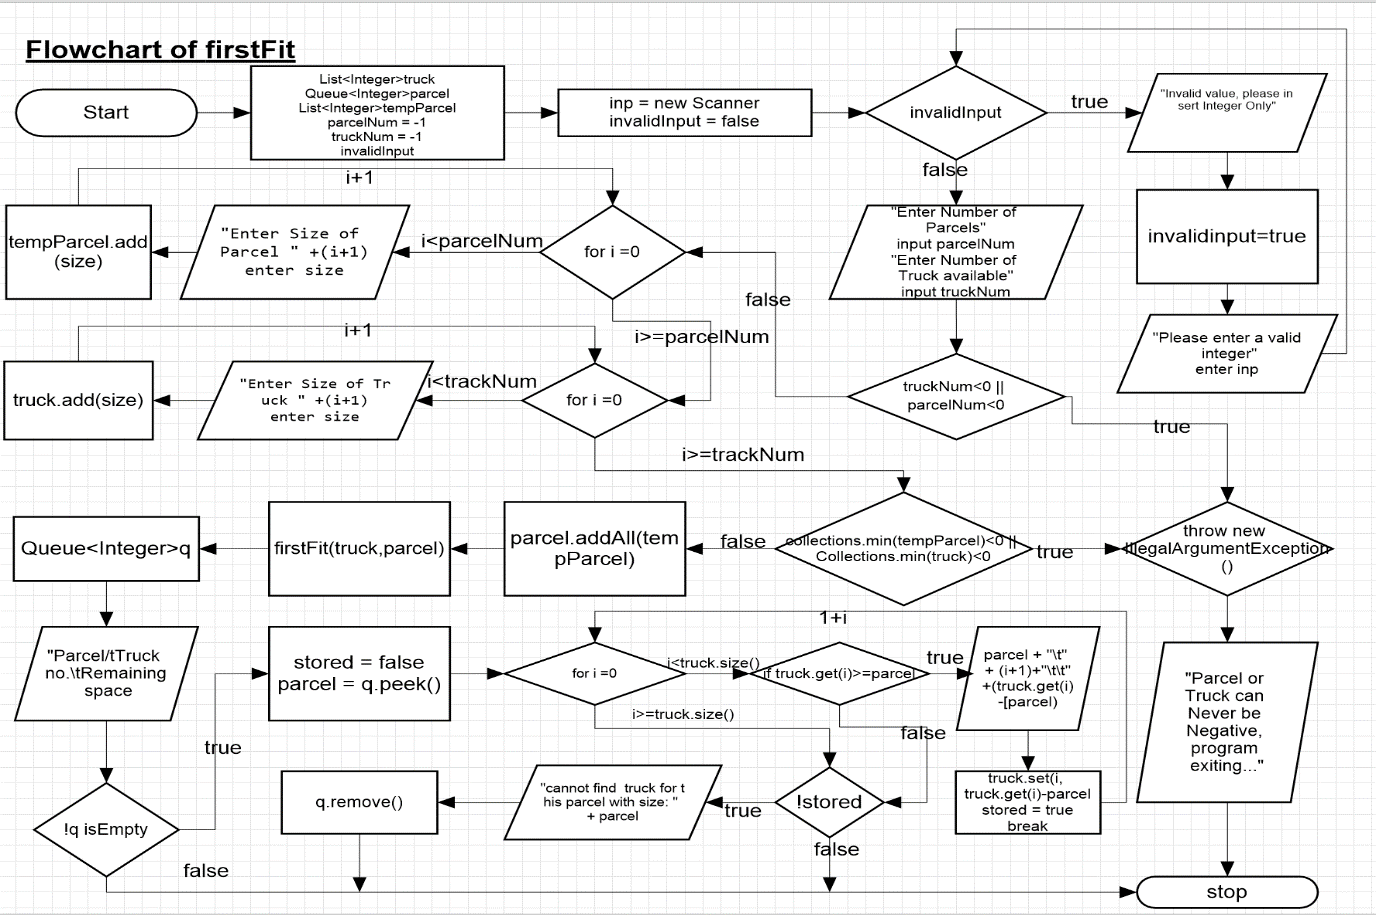 Flowchart of firstFit
Start
List<Integer>truck
Queue<Integer>parcel
List<Integer>tempParcel
parcelNum = -1
truckNum = -1
invalidInput
inp = new Scanner
invalidInput = false
invalidInput
true
"Invalid value, please in
sert Integer Only"
false
i+1
tempParcel.add
(size)
"Enter Size of
Parcel " +(i+1)
enter size
i<parcelNum
for i =0
"Enter Number of
Parcels"
input parcelNum
"Enter Number of
Truck available"
input truckNum
invalidinput=true
false
i+1
i>=parcelNum
"Please enter a valid
integer"
enter inp
truck.add(size)
"Enter Size of Tr
uck " +(i+1)
enter size
i<trackNum
for i =0
truckNum<0 ||
parcelNum<0
true
i>=trackNum
Queue<Integer>q
firstFit(truck,parcel)
parcel.addAll(tem
pParcel)
false
collections.min(tempParcel)<0 ||
Collections.min(truck)<0
true
throw new
IllegalArgumentException
()
1+i
"Parcel/tTruck
no.\tRemaining
space
stored = false
parcel = q.peek()
for i =0
i<truck.size()
if truck.get(i)>=parcel
true
parcel + "\t"
+ (i+1)+"\t\t"
+(truck.get(i)
-[parcel)
"Parcel or
Truck can
Never be
Negative,
program
exiting..."
i>=truck.size()
false
true
!q isEmpty
q.remove()
"cannot find  truck for t
his parcel with size: "
+ parcel
true
!stored
truck.set(i,
truck.get(i)-parcel
stored = true
break
false
false
stop